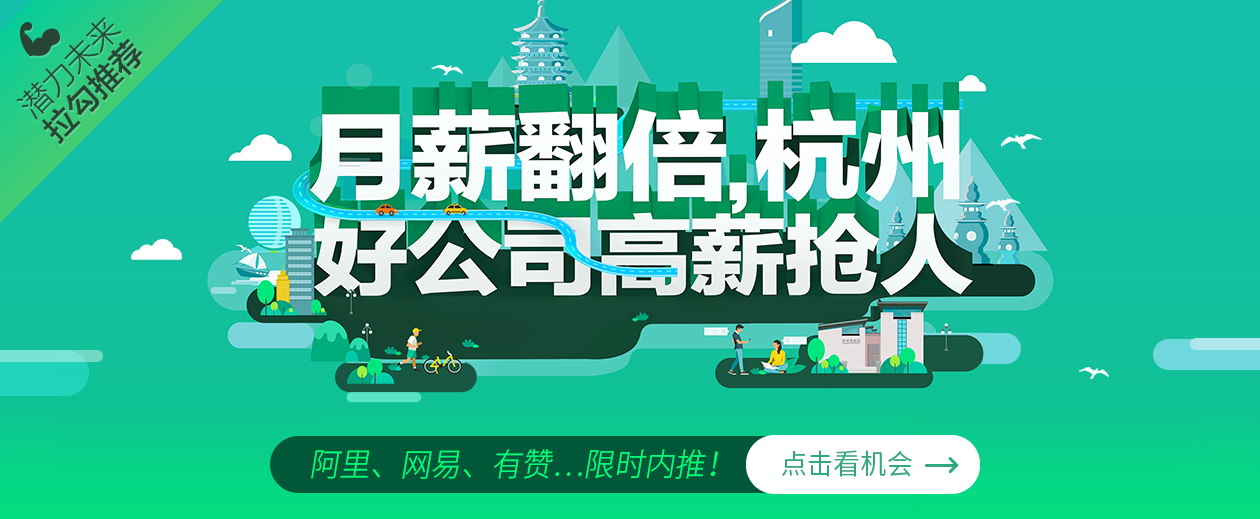 潜力未来
拉勾推荐
月薪翻倍,杭州
好公司高薪抢人
阿里、网易、有赞...限时内推!
点击看机会